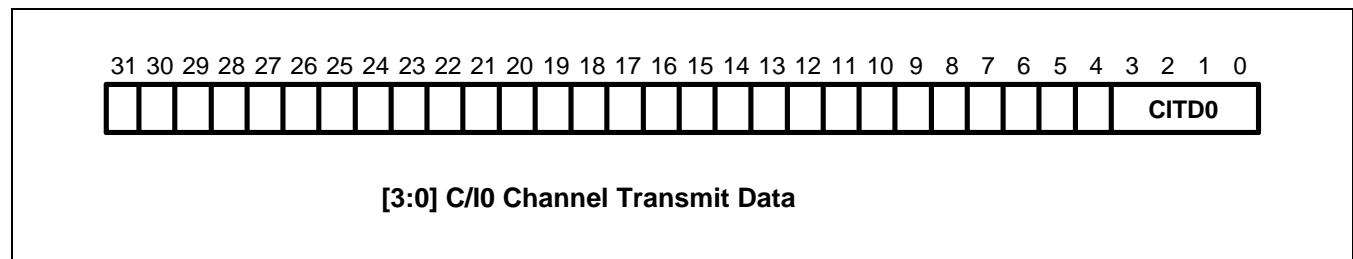 31 30 29 28 27 26 25 24 23 22 21 20 19 18 17 16 15 14 13 12 11 10 9 8 7 6 5 4 3 2 1 0
CITD0
[3:0] C/I0 Channel Transmit Data